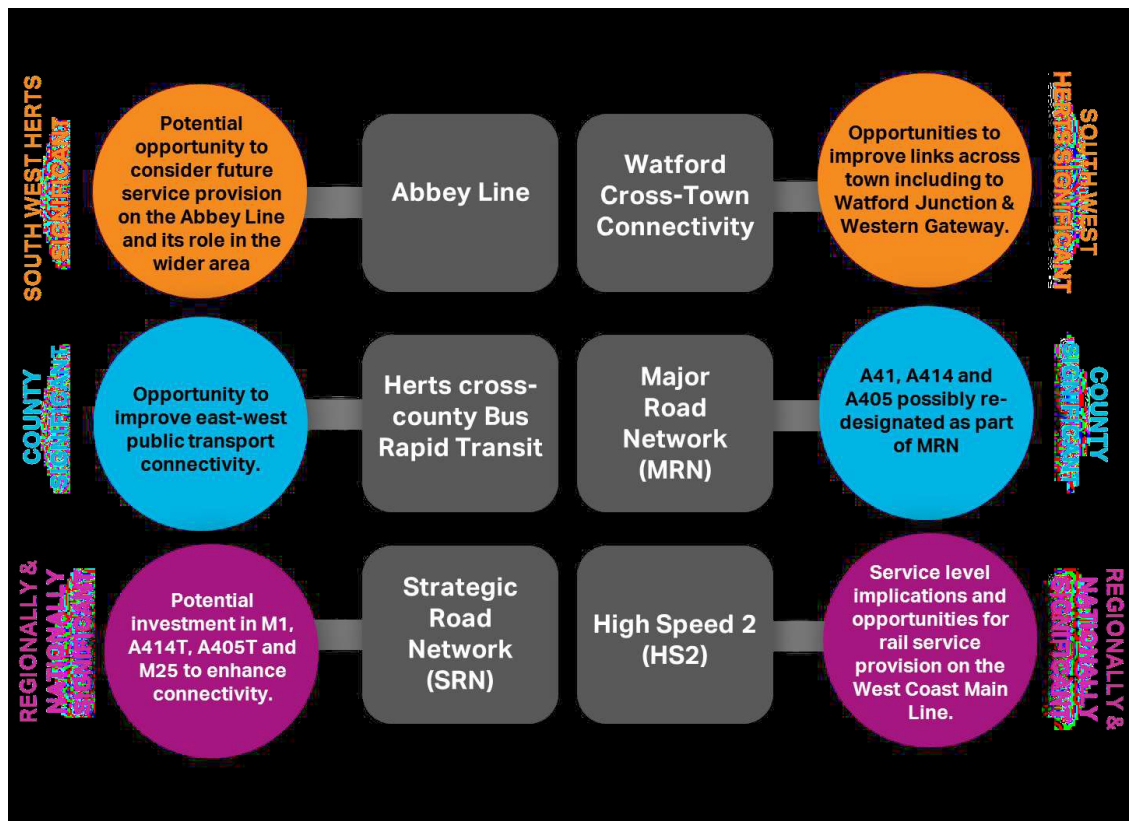 SOUTH WEST HERTS
SIGNIFICANT
Potential
opportunity to
consider future
service provision
on the Abbey Line
and its role in the
wider area
Abbey Line
Watford
Cross-Town
Connectivity
Opportunities to
improve links across
town including to
Watford Junction &
Western Gateway.
SOUTH WEST
HERTS SIGNIFICANT
COUNTY
SIGNIFICANT
Opportunity to
improve east-west
public transport
connectivity.
Herts cross-
county Bus
Rapid Transit
Major
Road
Network
(MRN)
A41, A414 and
A405 possibly re-
designated as part
of MRN
COUNTY
SIGNIFICANT
REGIONALLY &
NATIONALLY
SIGNIFICANT
Potential
investment in M1,
A414T, A405T and
M25 to enhance
connectivity.
Strategic
Road
Network
(SRN)
High Speed 2
(HS2)
Service level
implications and
opportunities for
rail service
provision on the
West Coast Main
Line.
REGIONALLY &
NATIONALLY
SIGNIFICANT